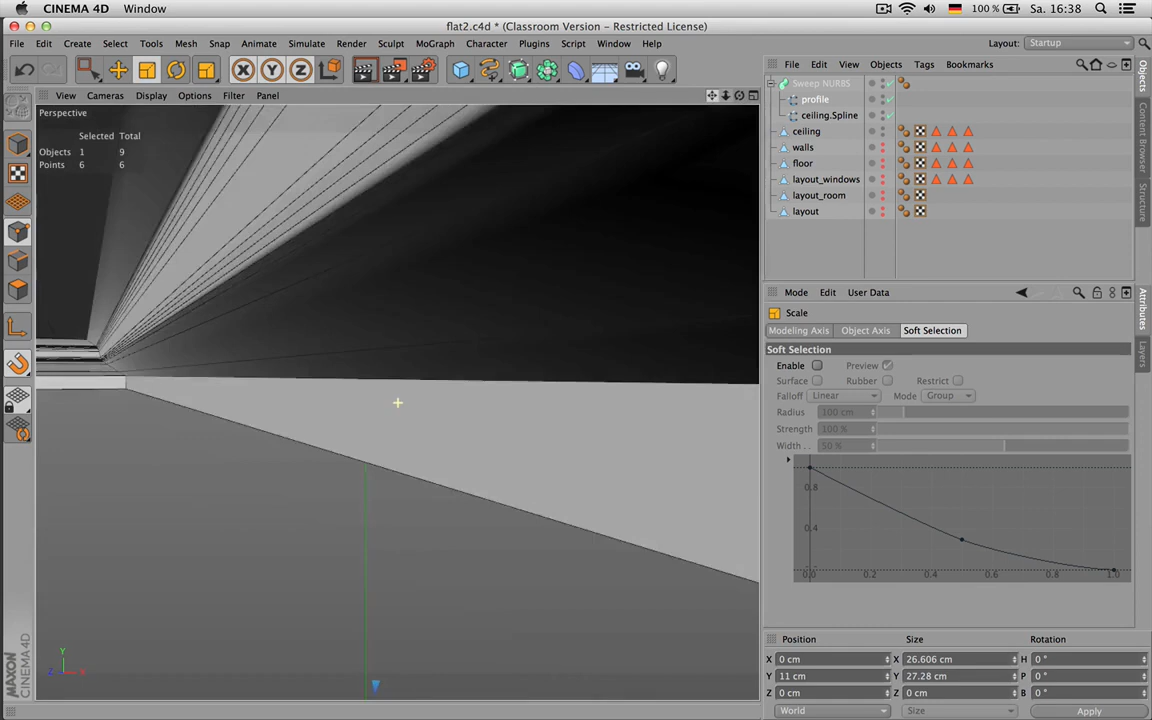 CINEMA 4D Window 100 % Sa. 16:38
flat2.c4d * (Classroom Version - Restricted License)
File Edit Create Select Tools Mesh Snap Animate Simulate Render Sculpt MoGraph Character Plugins Script Window Help Layout: Startup
X Y Z
View Cameras Display Options Filter Panel
Perspective
Selected Total
Objects 1 9
Points 6 6
Y
Z X
MAXON
CINEMA 4D
File Edit View Objects Tags Bookmarks
Sweep NURBS
profile
ceiling.Spline
ceiling
walls
floor
layout_windows
layout_room
layout
Objects
Content Browser
Structure
Mode Edit User Data
Scale
Modeling Axis Object Axis Soft Selection
Soft Selection
Enable Preview
Surface Rubber Restrict
Falloff Linear Mode Group
Radius 100 cm
Strength 100 %
Width . . 50 %
0.8
0.4
0.0 0.2 0.4 0.6 0.8 1.0
Attributes
Layers
Position Size Rotation
X 0 cm X 26.606 cm H 0 °
Y 11 cm Y 27.28 cm P 0 °
Z 0 cm Z 0 cm B 0 °
World Size Apply